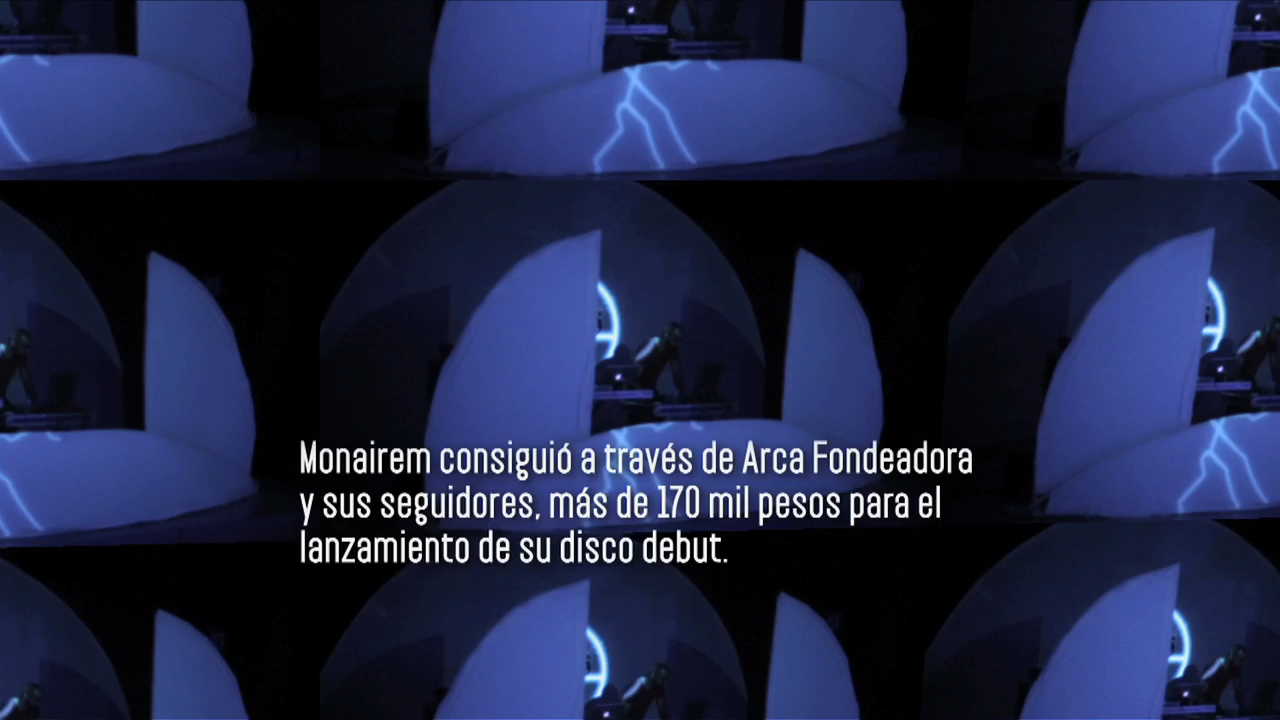 Monairem consiguió a través de Arca Fondeadora
y sus seguidores, más de 170 mil pesos para el
lanzamiento de su disco debut.